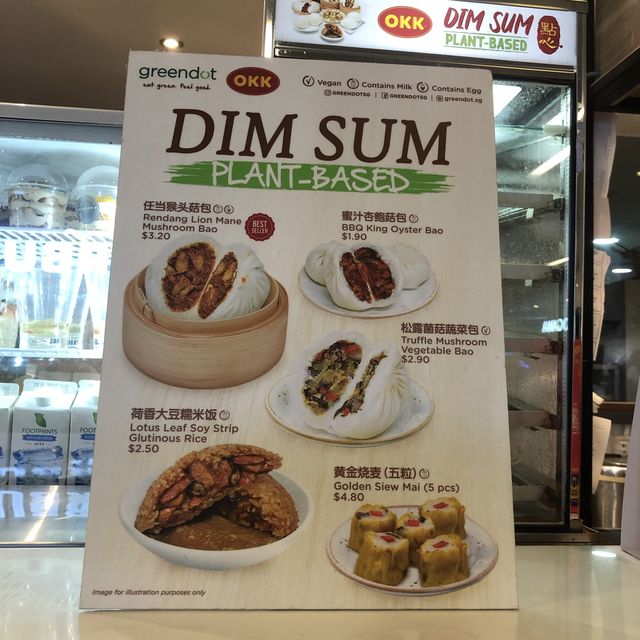 OKK
DIM SUM
PLANT-BASED
點心
greendot
eat green. feel good.
OKK
Vegan Contains Milk Contains Egg
GREENDOTSG | GREENDOTSG | greendot.sg
DIM SUM
PLANT-BASED
任当猴头菇包
Rendang Lion Mane
Mushroom Bao
$3.20
BEST
SELLER
蜜汁杏鲍菇包
BBQ King Oyster Bao
$1.90
松露菌菇蔬菜包
Truffle Mushroom
Vegetable Bao
$2.90
荷香大豆糯米饭
Lotus Leaf Soy Strip
Glutinous Rice
$2.50
黄金烧麦（五粒）
Golden Siew Mai (5 pcs)
$4.80
Image for illustration purposes only
FOOTPRINTS